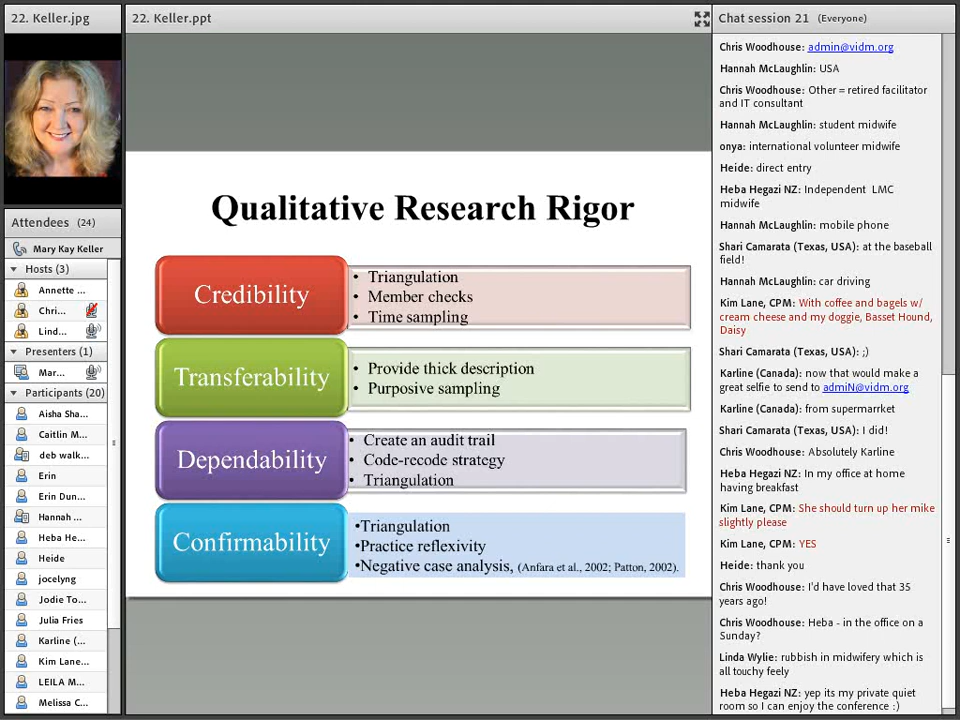 22. Keller.jpg
22. Keller.ppt
Chat session 21 (Everyone)
Attendees (24)
Mary Kay Keller
Hosts (3)
Annette ...
Chri...
Lind...
Presenters (1)
Mar...
Participants (20)
Aisha Sha...
Caitlin M...
deb walk...
Erin
Erin Dun...
Hannah ...
Heba He...
Heide
jocelyng
Jodie To...
Julia Fries
Karline (...
Kim Lane...
LEILA M...
Melissa C...
Qualitative Research Rigor
Credibility
• Triangulation
• Member checks
• Time sampling
Transferability
• Provide thick description
• Purposive sampling
Dependability
• Create an audit trail
• Code-recode strategy
• Triangulation
Confirmability
•Triangulation
•Practice reflexivity
•Negative case analysis, (Anfara et al., 2002; Patton, 2002).
Chris Woodhouse: admin@vidm.org
Hannah McLaughlin: USA
Chris Woodhouse: Other = retired facilitator
and IT consultant
Hannah McLaughlin: student midwife
onya: international volunteer midwife
Heide: direct entry
Heba Hegazi NZ: Independent LMC
midwife
Hannah McLaughlin: mobile phone
Shari Camarata (Texas, USA): at the baseball
field!
Hannah McLaughlin: car driving
Kim Lane, CPM: With coffee and bagels w/
cream cheese and my doggie, Basset Hound,
Daisy
Shari Camarata (Texas, USA): ;)
Karline (Canada): now that would make a
great selfie to send to admiN@vidm.org
Karline (Canada): from supermarrket
Shari Camarata (Texas, USA): I did!
Chris Woodhouse: Absolutely Karline
Heba Hegazi NZ: In my office at home
having breakfast
Kim Lane, CPM: She should turn up her mike
slightly please
Kim Lane, CPM: YES
Heide: thank you
Chris Woodhouse: I'd have loved that 35
years ago!
Chris Woodhouse: Heba - in the office on a
Sunday?
Linda Wylie: rubbish in midwifery which is
all touchy feely
Heba Hegazi NZ: yep its my private quiet
room so I can enjoy the conference :)